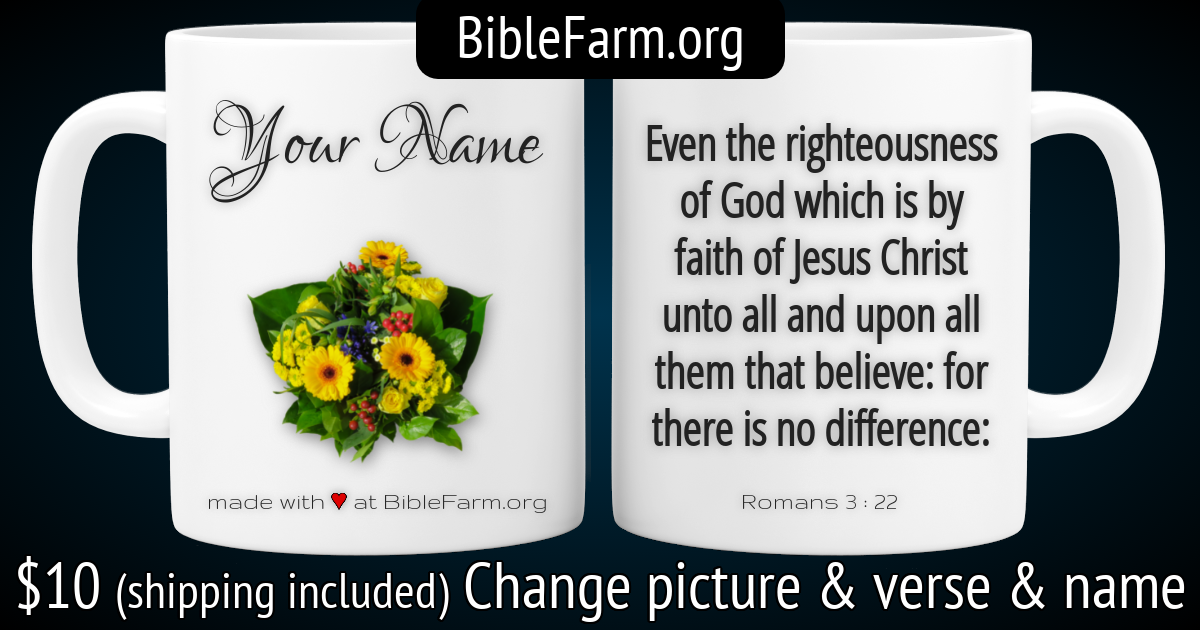 BibleFarm.org
Your Name
made with ♥ at BibleFarm.org
Even the righteousness
of God which is by
faith of Jesus Christ
unto all and upon all
them that believe: for
there is no difference:
Romans 3 : 22
$10 (shipping included) Change picture & verse & name